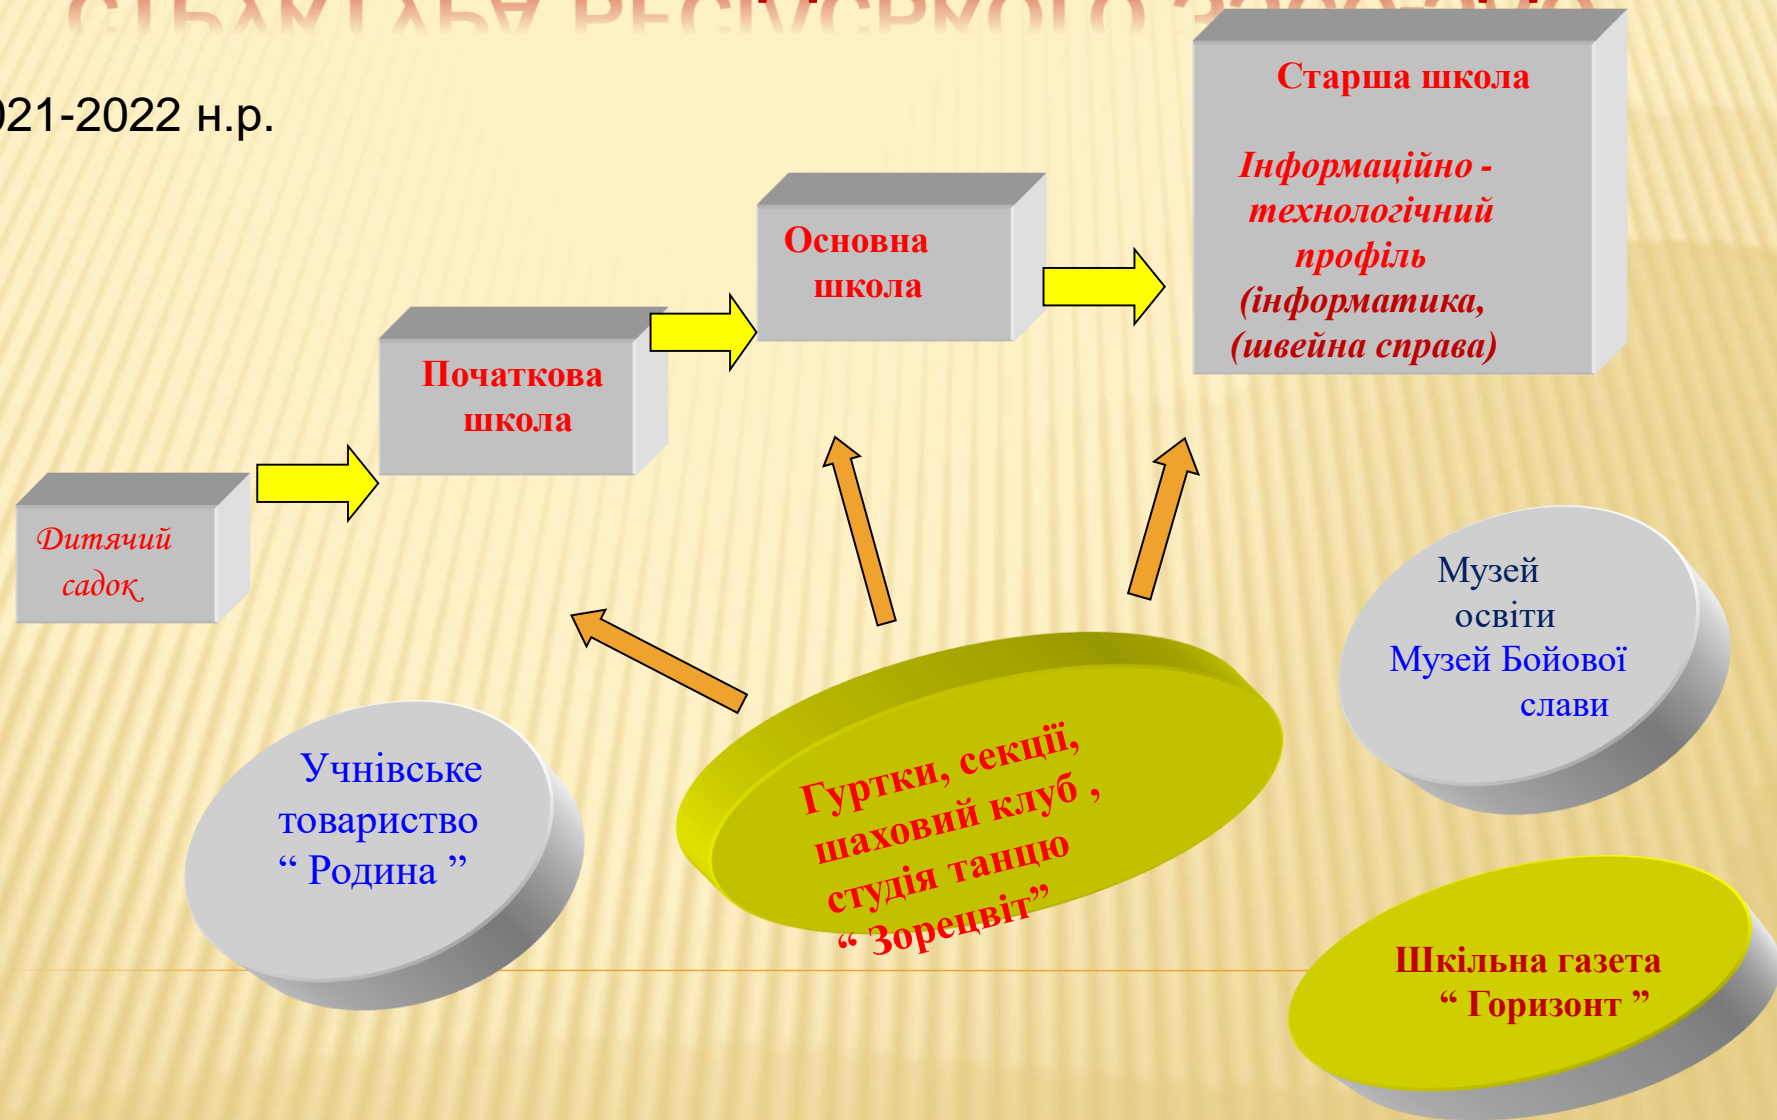 021-2022 н.р.
Старша школа
Інформаційно -
технологічний
профіль
(інформатика,
(швейна справа)
Основна
школа
Початкова
школа
Дитячий
садок
Музей
освіти
Музей Бойової
слави
Учнівське
товариство
“ Родина ”
Гуртки, секції,
шаховий клуб ,
студія танцю
“ Зорецвіт”
Шкільна газета
“ Горизонт ”